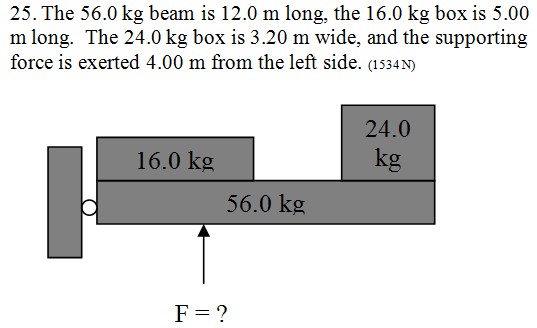 25. The 56.0 kg beam is 12.0 m long, the 16.0 kg box is 5.00
m long.  The 24.0 kg box is 3.20 m wide, and the supporting
force is exerted 4.00 m from the left side. (1534 N)
24.0
kg
16.0 kg
56.0 kg
F = ?